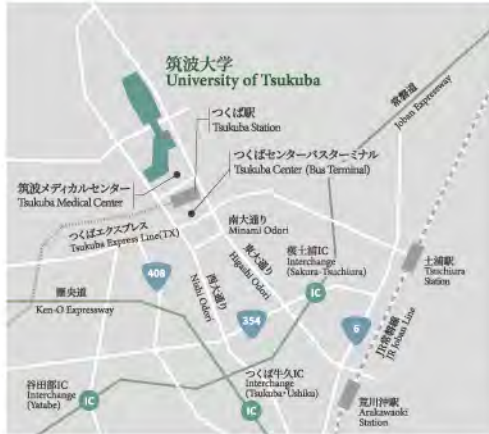 筑波大学
University of Tsukuba
常磐道
Joban Expressway
つくば駅
Tsukuba Station
つくばセンターバスターミナル
Tsukuba Center (Bus Terminal)
筑波メディカルセンター
Tsukuba Medical Center
つくばエクスプレス
Tsukuba Express Line(TX)
南大通り
Minami Odori
東大通り
Higashi Odori
西大通り
Nishi Odori
桜土浦IC
Interchange
(Sakura-Tsuchiura)
土浦駅
Tsuchiura
Station
408
圏央道
Ken-O Expressway
IC
354
6
JR常磐線
JR Joban Line
谷田部IC
Interchange
(Yatabe)
IC
つくば牛久IC
Interchange
(Tsukuba・Ushiku)
IC
荒川沖駅
Arakawaoki
Station